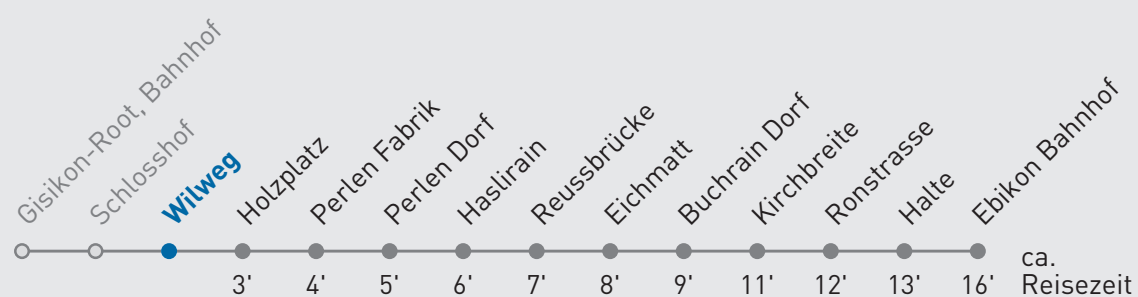 Gisikon-Root, Bahnhof
Schlosshof
Wilweg
Holzplatz
Perlen Fabrik
Perlen Dorf
Haslirain
Reussbrücke
Eichmatt
Buchrain Dorf
Kirchbreite
Ronstrasse
Halte
Ebikon Bahnhof
3' 4' 5' 6' 7' 8' 9' 11' 12' 13' 16'
ca.
Reisezeit